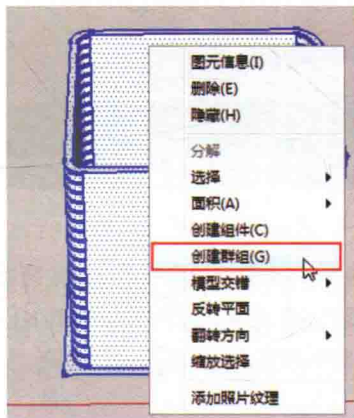 图元信息(I)
删除(E)
隐藏(H)
分解
选择
面积(A)
创建组件(C)
创建群组(G)
模型交错
反转平面
翻转方向
缩放选择
添加照片纹理